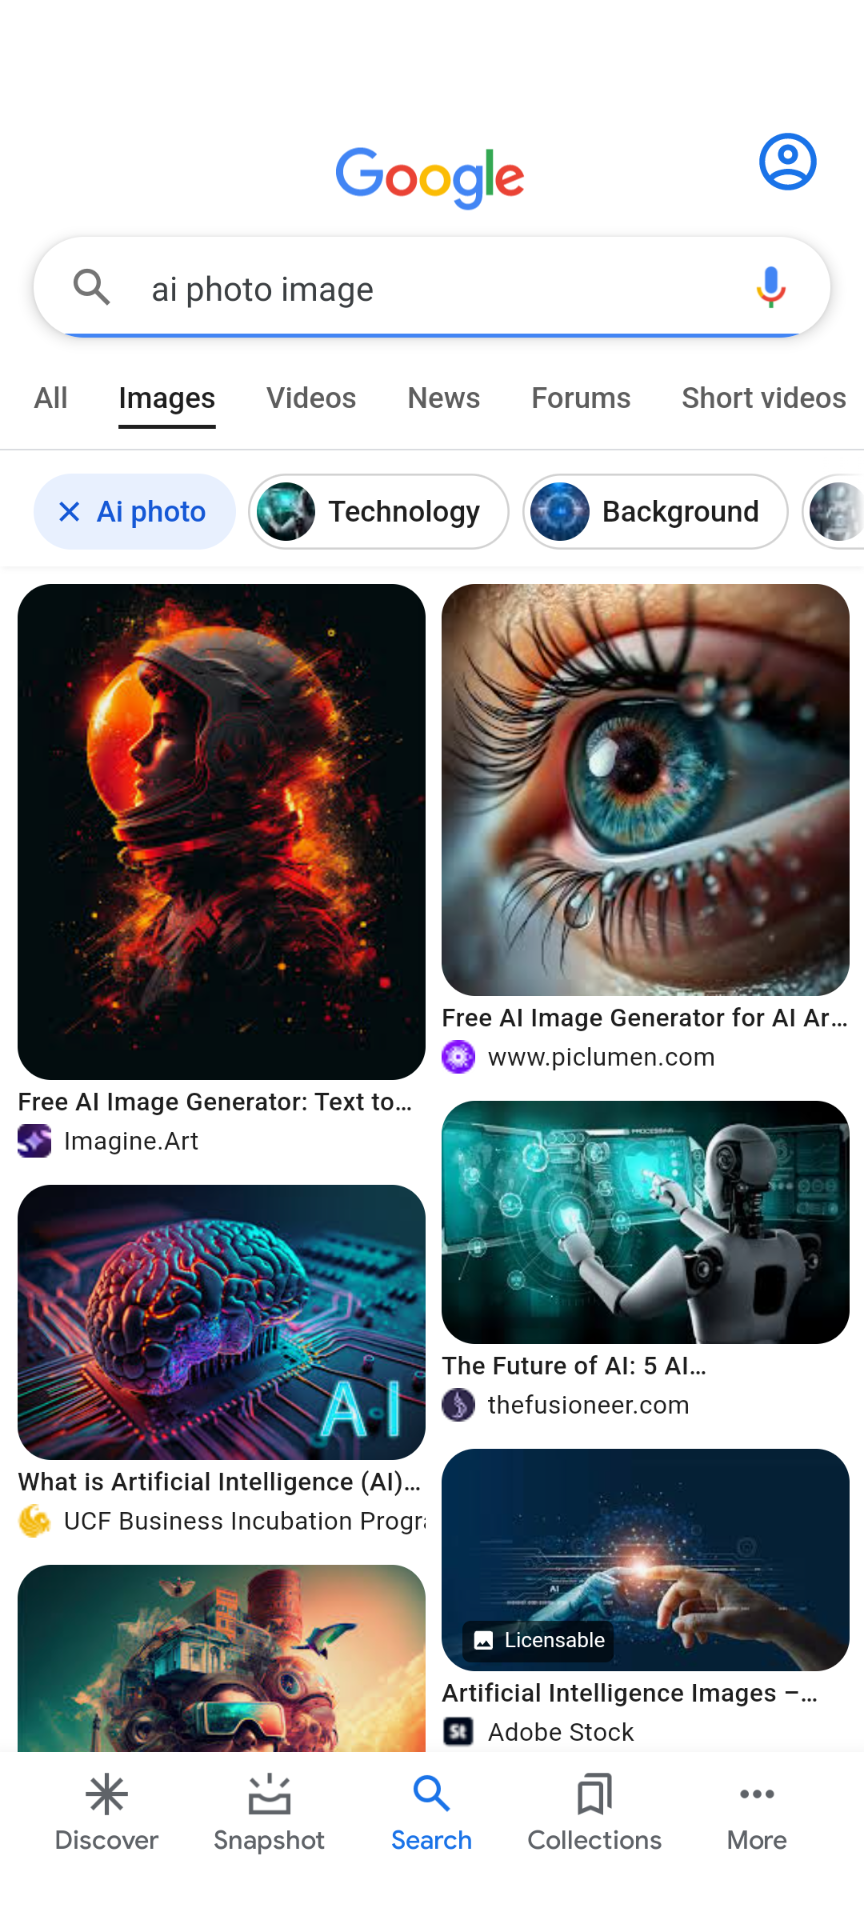 Google
ai photo image
All Images Videos News Forums Short videos
Ai photo Technology Background
Free AI Image Generator: Text to...
Imagine.Art
Free AI Image Generator for AI Ar...
www.piclumen.com
PROCESSING
The Future of AI: 5 AI...
thefusioneer.com
AI
What is Artificial Intelligence (AI)...
UCF Business Incubation Progr
AI
Licensable
Artificial Intelligence Images –...
St Adobe Stock
Discover Snapshot Search Collections More